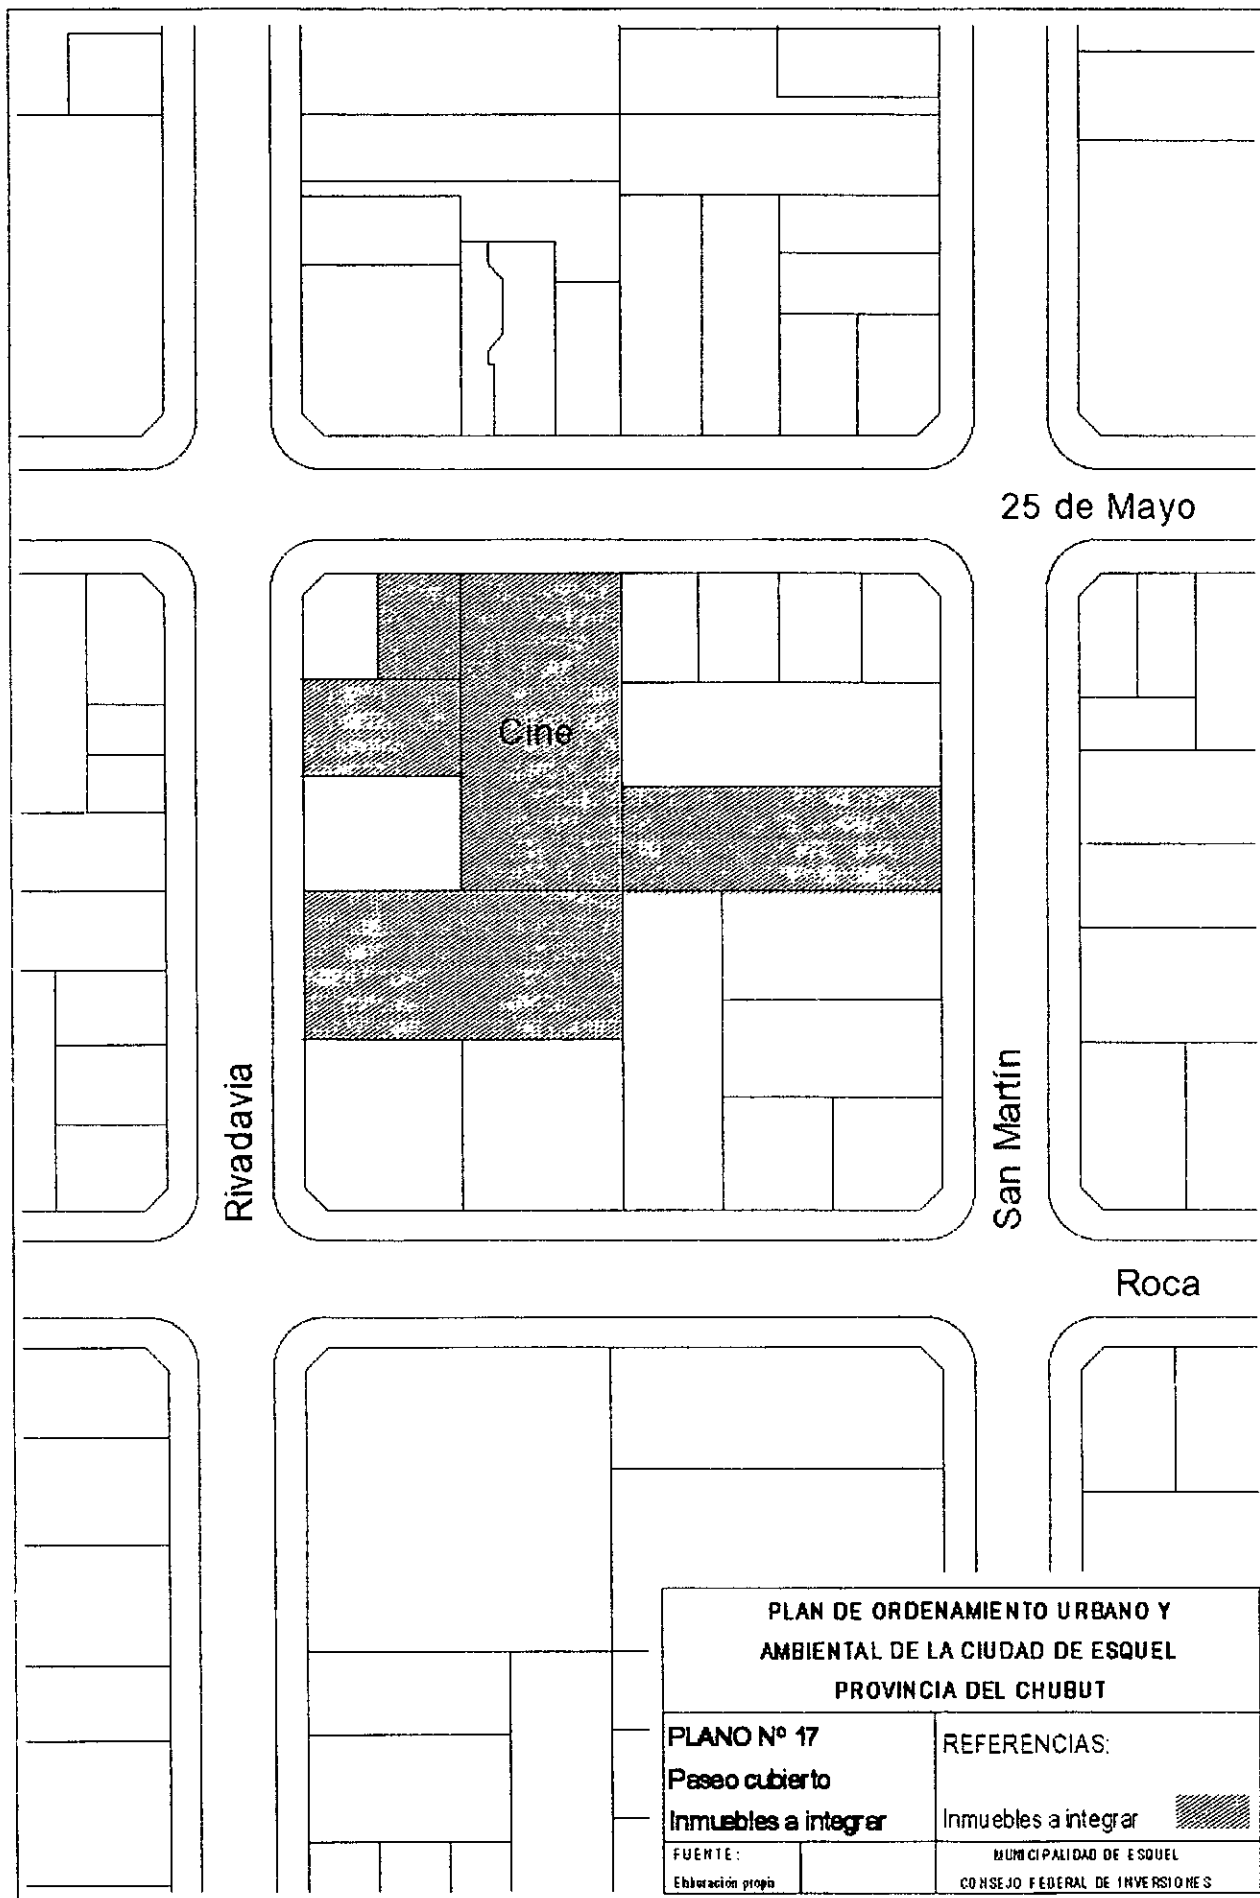 25 de Mayo
Cine
Rivadavia
San Martín
Roca
PLAN DE ORDENAMIENTO URBANO Y
AMBIENTAL DE LA CIUDAD DE ESQUEL
PROVINCIA DEL CHUBUT
PLANO Nº 17
Paseo cubierto
Inmuebles a integrar
REFERENCIAS:
Inmuebles a integrar
FUENTE:
Elaboración propia
MUNICIPALIDAD DE ESQUEL
CONSEJO FEDERAL DE INVERSIONES